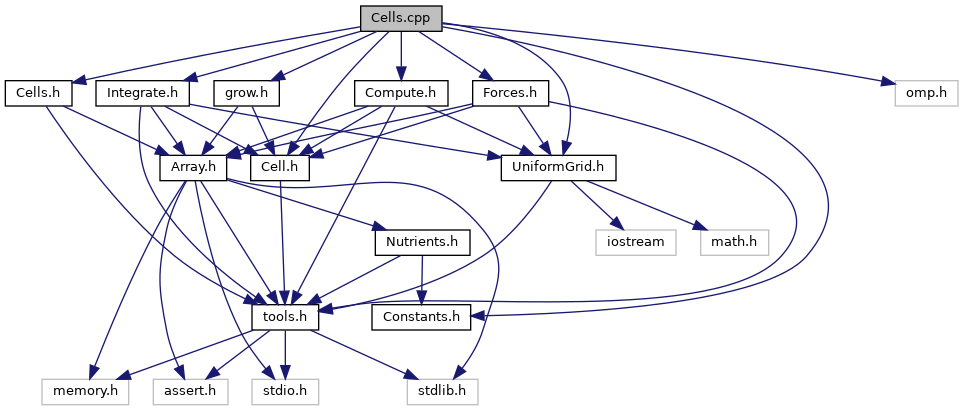 Cells.cpp
Cells.h
Integrate.h
grow.h
Compute.h
Forces.h
omp.h
Array.h
Cell.h
UniformGrid.h
Nutrients.h
iostream
math.h
tools.h
Constants.h
memory.h
assert.h
stdio.h
stdlib.h